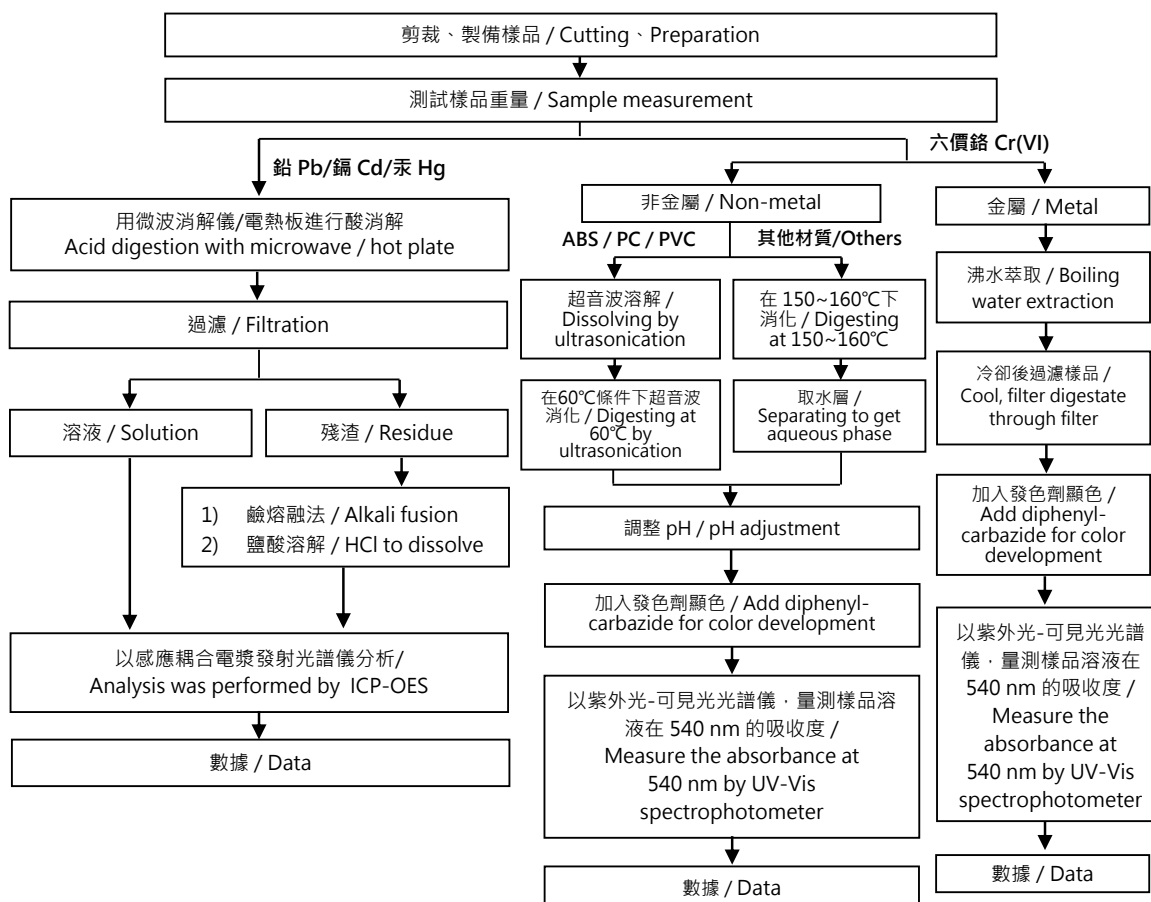 剪裁、製備樣品 / Cutting、Preparation
測試樣品重量 / Sample measurement
鉛 Pb/鎘 Cd/汞 Hg
六價鉻 Cr(VI)
用微波消解儀/電熱板進行酸消解
Acid digestion with microwave / hot plate
過濾 / Filtration
溶液 / Solution
殘渣 / Residue
1) 鹼熔融法 / Alkali fusion
2) 鹽酸溶解 / HCl to dissolve
以感應耦合電漿發射光譜儀分析/
Analysis was performed by ICP-OES
數據 / Data
非金屬 / Non-metal
ABS / PC / PVC
其他材質/Others
超音波溶解 /
Dissolving by
ultrasonication
在60℃條件下超音波
消化 / Digesting at
60℃ by
ultrasonication
在 150~160℃下
消化 / Digesting
at 150~160℃
取水層 /
Separating to get
aqueous phase
調整 pH / pH adjustment
加入發色劑顯色 / Add diphenyl-
carbazide for color development
以紫外光-可見光光譜儀，量測樣品溶
液在 540 nm 的吸收度 /
Measure the absorbance at
540 nm by UV-Vis
spectrophotometer
數據 / Data
金屬 / Metal
沸水萃取 / Boiling
water extraction
冷卻後過濾樣品 /
Cool, filter digestate
through filter
加入發色劑顯色 /
Add diphenyl-
carbazide for color
development
以紫外光-可見光光譜
儀，量測樣品溶液在
540 nm 的吸收度 /
Measure the
absorbance at
540 nm by UV-Vis
spectrophotometer
數據 / Data